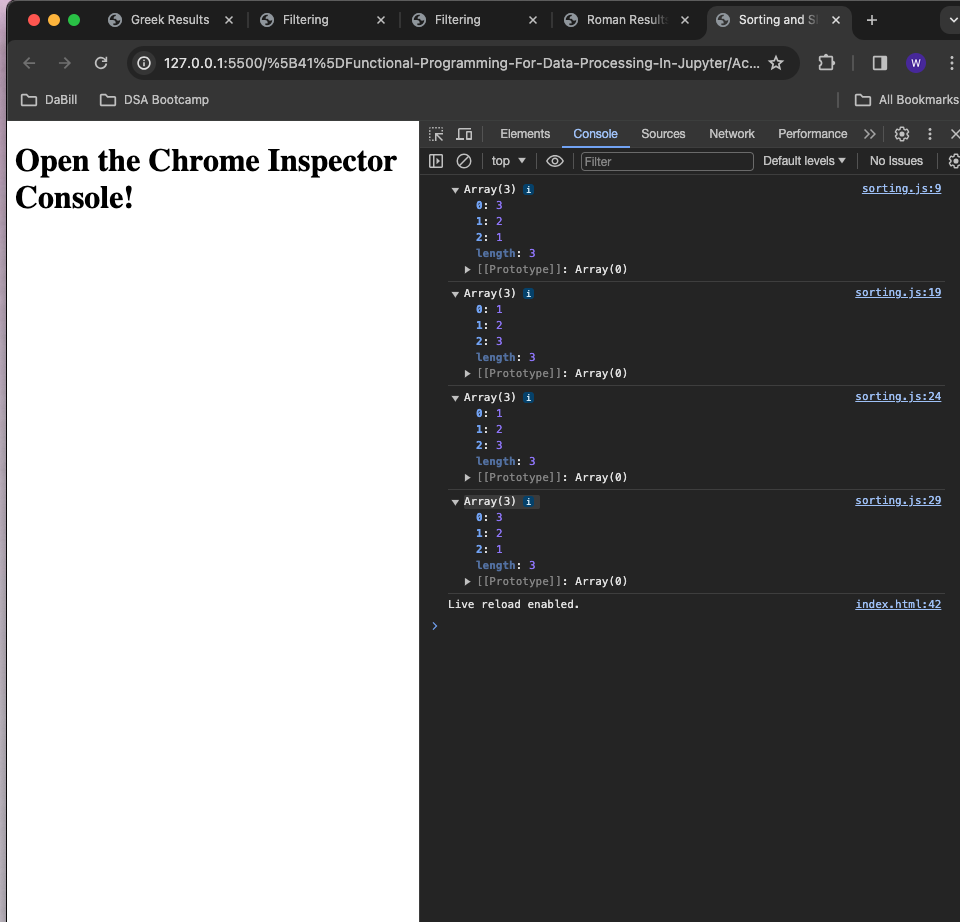 Greek Results
Filtering
Filtering
Roman Results
Sorting and Sl
127.0.0.1:5500/%5B41%5DFunctional-Programming-For-Data-Processing-In-Jupyter/Ac...
W
DaBill
DSA Bootcamp
All Bookmarks
Open the Chrome Inspector
Console!
Elements Console Sources Network Performance
top Filter Default levels No Issues
Array(3) i sorting.js:9
0: 3
1: 2
2: 1
length: 3
[[Prototype]]: Array(0)
Array(3) i sorting.js:19
0: 1
1: 2
2: 3
length: 3
[[Prototype]]: Array(0)
Array(3) i sorting.js:24
0: 1
1: 2
2: 3
length: 3
[[Prototype]]: Array(0)
Array(3) i sorting.js:29
0: 3
1: 2
2: 1
length: 3
[[Prototype]]: Array(0)
Live reload enabled. index.html:42